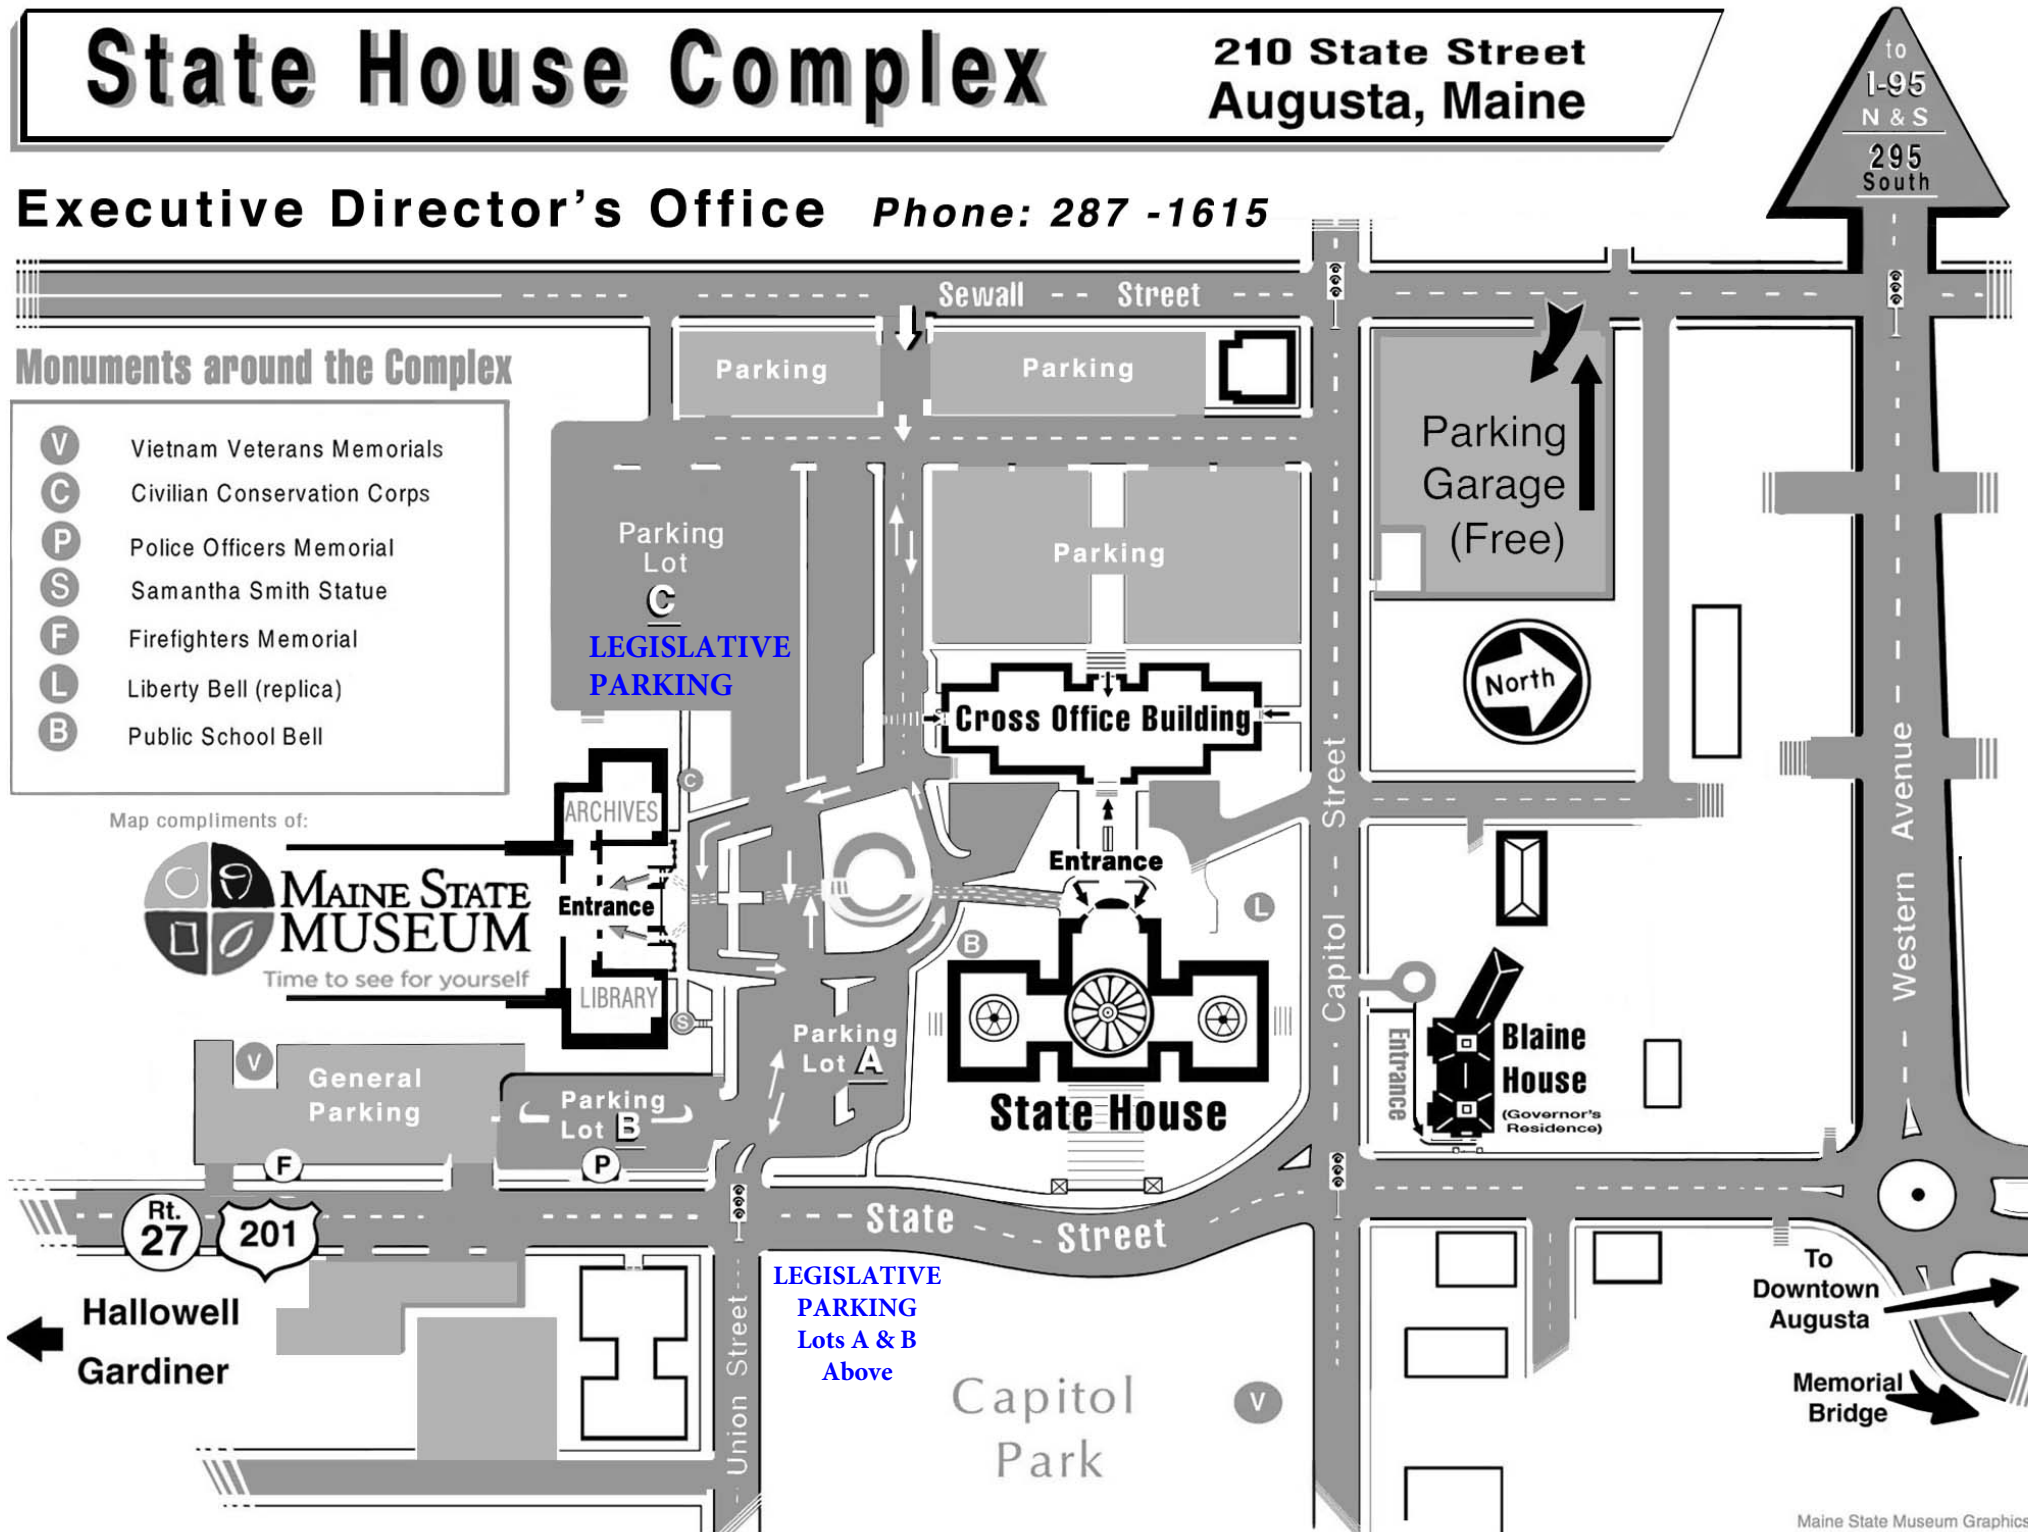 State House Complex
210 State Street
Augusta, Maine
to
I-95
N & S
295
South
Executive Director's Office Phone: 287 -1615
Sewall Street
Monuments around the Complex
V Vietnam Veterans Memorials
C Civilian Conservation Corps
P Police Officers Memorial
S Samantha Smith Statue
F Firefighters Memorial
L Liberty Bell (replica)
B Public School Bell
Parking
Parking
Parking
Garage
(Free)
Parking
Lot
C
LEGISLATIVE
PARKING
Parking
North
Cross Office Building
Capitol Street
Western Avenue
Map compliments of:
MAINE STATE
MUSEUM
Time to see for yourself
ARCHIVES
C
Entrance
LIBRARY
S
Entrance
L
B
Parking
Lot A
State House
Entrance
Blaine
House
(Governor's
Residence)
V
General
Parking
Parking
Lot B
F
P
Rt.
27
201
State Street
Hallowell
Gardiner
Union Street
LEGISLATIVE
PARKING
Lots A & B
Above
Capitol
Park
V
To
Downtown
Augusta
Memorial
Bridge
Maine State Museum Graphics